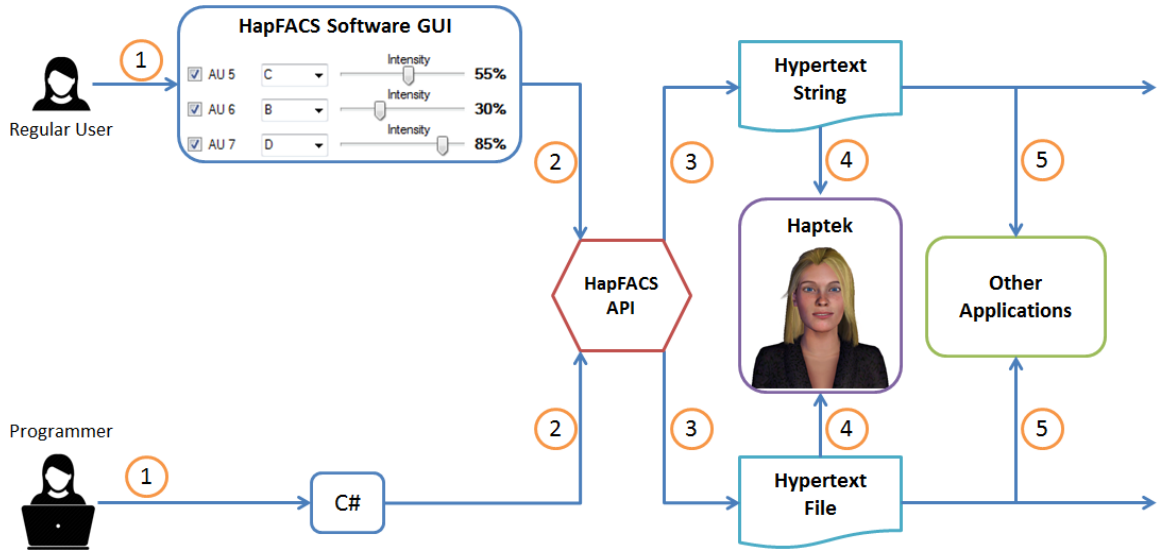 HapFACS Software GUI
1
Regular User
Intensity
AU 5 C 55%
Intensity
AU 6 B 30%
Intensity
AU 7 D 85%
2
HapFACS
API
3
Hypertext
String
4
5
Haptek
Other
Applications
Programmer
1
C#
2
3
4
5
Hypertext
File